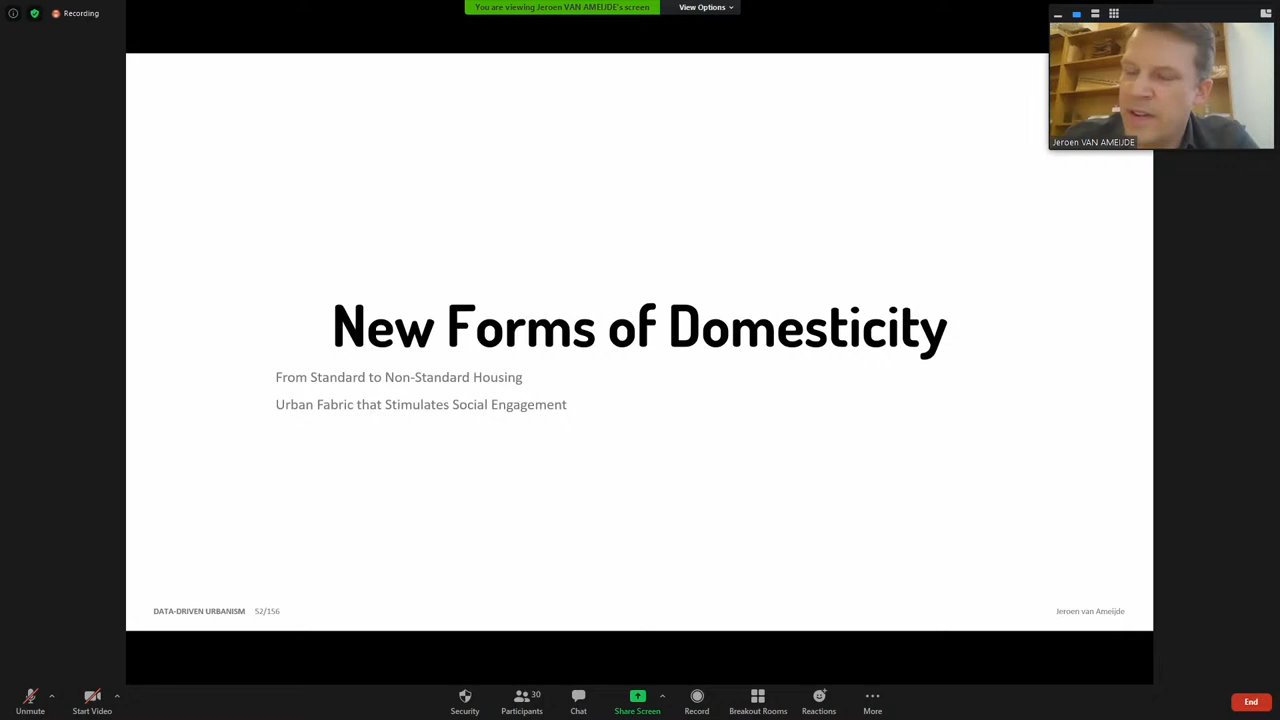 Recording
You are viewing Jeroen VAN AMEIJDE's screen
View Options
Jeroen VAN AMEIJDE
New Forms of Domesticity
From Standard to Non-Standard Housing
Urban Fabric that Stimulates Social Engagement
DATA-DRIVEN URBANISM 52/156
Jeroen van Ameijde
Unmute
Start Video
Security
Participants 30
Chat
Share Screen
Record
Breakout Rooms
Reactions
More
End